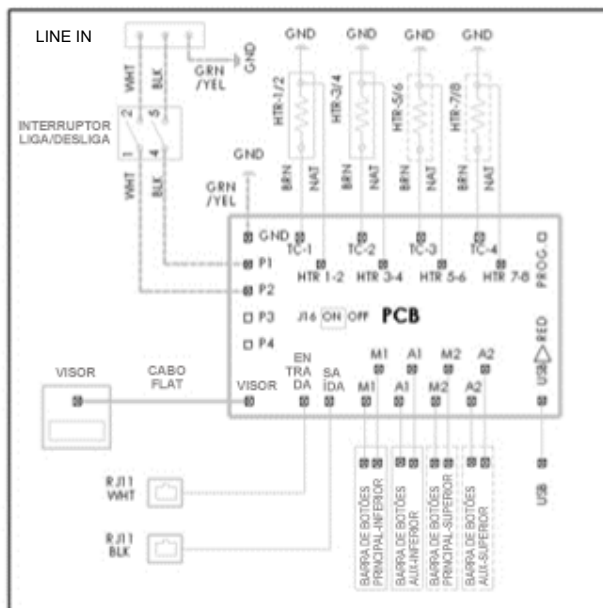 LINE IN
GND
GND
GND
GND
GRN
/YEL
GND
WHT
BLK
HTR-1/2
HTR-3/4
HTR-5/6
HTR-7/8
INTERRUPTOR
LIGA/DESLIGA
2
5
1
4
WHT
BLK
GND
GRN
/YEL
BRN
NAT
BRN
NAT
BRN
NAT
BRN
NAT
GND
TC-1
TC-2
TC-3
TC-4
P1
HTR 1-2
HTR 3-4
HTR 5-6
HTR 7-8
PROG.
P2
P3
J16 ON OFF
PCB
P4
RED
M1
A1
M2
A2
VISOR
CABO
FLAT
VISOR
EN
TRA
DA
SA
ÍDA
M1
A1
M2
A2
USB
RJ11
WHT
RJ11
BLK
BARRA DE BOTÕES
PRINCIPAL-INFERIOR
BARRA DE BOTÕES
AUX-INFERIOR
BARRA DE BOTÕES
PRINCIPAL-SUPERIOR
BARRA DE BOTÕES
AUX-SUPERIOR
USB